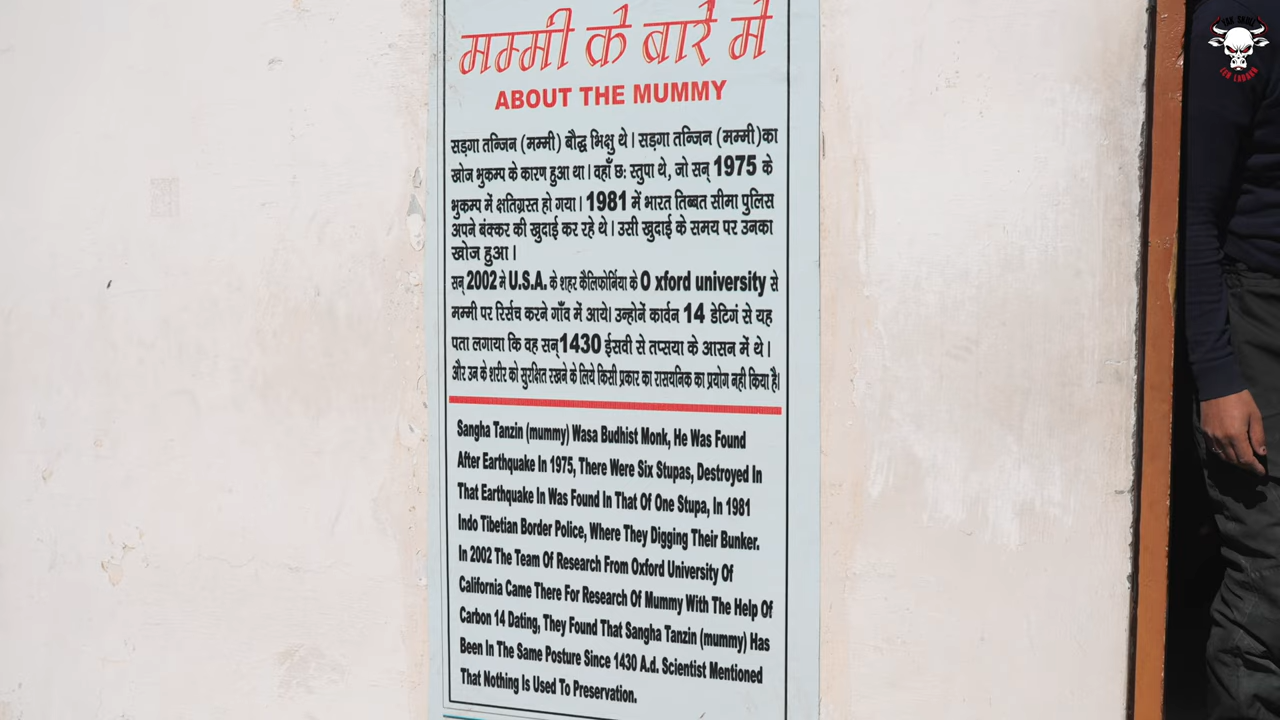 मम्मी के बारे मे
ABOUT THE MUMMY
सड़गा तन्जिन (मम्मी) बौद्ध भिक्षु थे । सड़गा तन्जिन (मम्मी)का
खोज भुकम्प के कारण हुआ था । वहाँ छः स्तुपा थे, जो सन् 1975 के
भुकम्प में क्षतिग्रस्त हो गया । 1981 में भारत तिब्बत सीमा पुलिस
अपने बंक्कर की खुदाई कर रहे थे । उसी खुदाई के समय पर उनका
खोज हुआ ।
सन् 2002 मे U.S.A. के शहर कैलिफोर्निया के O xford university से
मम्मी पर रिर्सच करने गाँव में आये। उन्होनें कार्वन 14 डेटिगं से यह
पता लगाया कि वह सन् 1430 ईसवी से तप्सया के आसन में थे ।
और उन के शरीर को सुरक्षित रखने के लिये किसी प्रकार का रासयनिक का प्रयोग नही किया है।
Sangha Tanzin (mummy) Wasa Budhist Monk, He Was Found
After Earthquake In 1975, There Were Six Stupas, Destroyed In
That Earthquake In Was Found In That Of One Stupa, In 1981
Indo Tibetian Border Police, Where They Digging Their Bunker.
In 2002 The Team Of Research From Oxford University Of
California Came There For Research Of Mummy With The Help Of
Carbon 14 Dating, They Found That Sangha Tanzin (mummy) Has
Been In The Same Posture Since 1430 A.d. Scientist Mentioned
That Nothing Is Used To Preservation.
YAK SKULL
LEH LADAKH